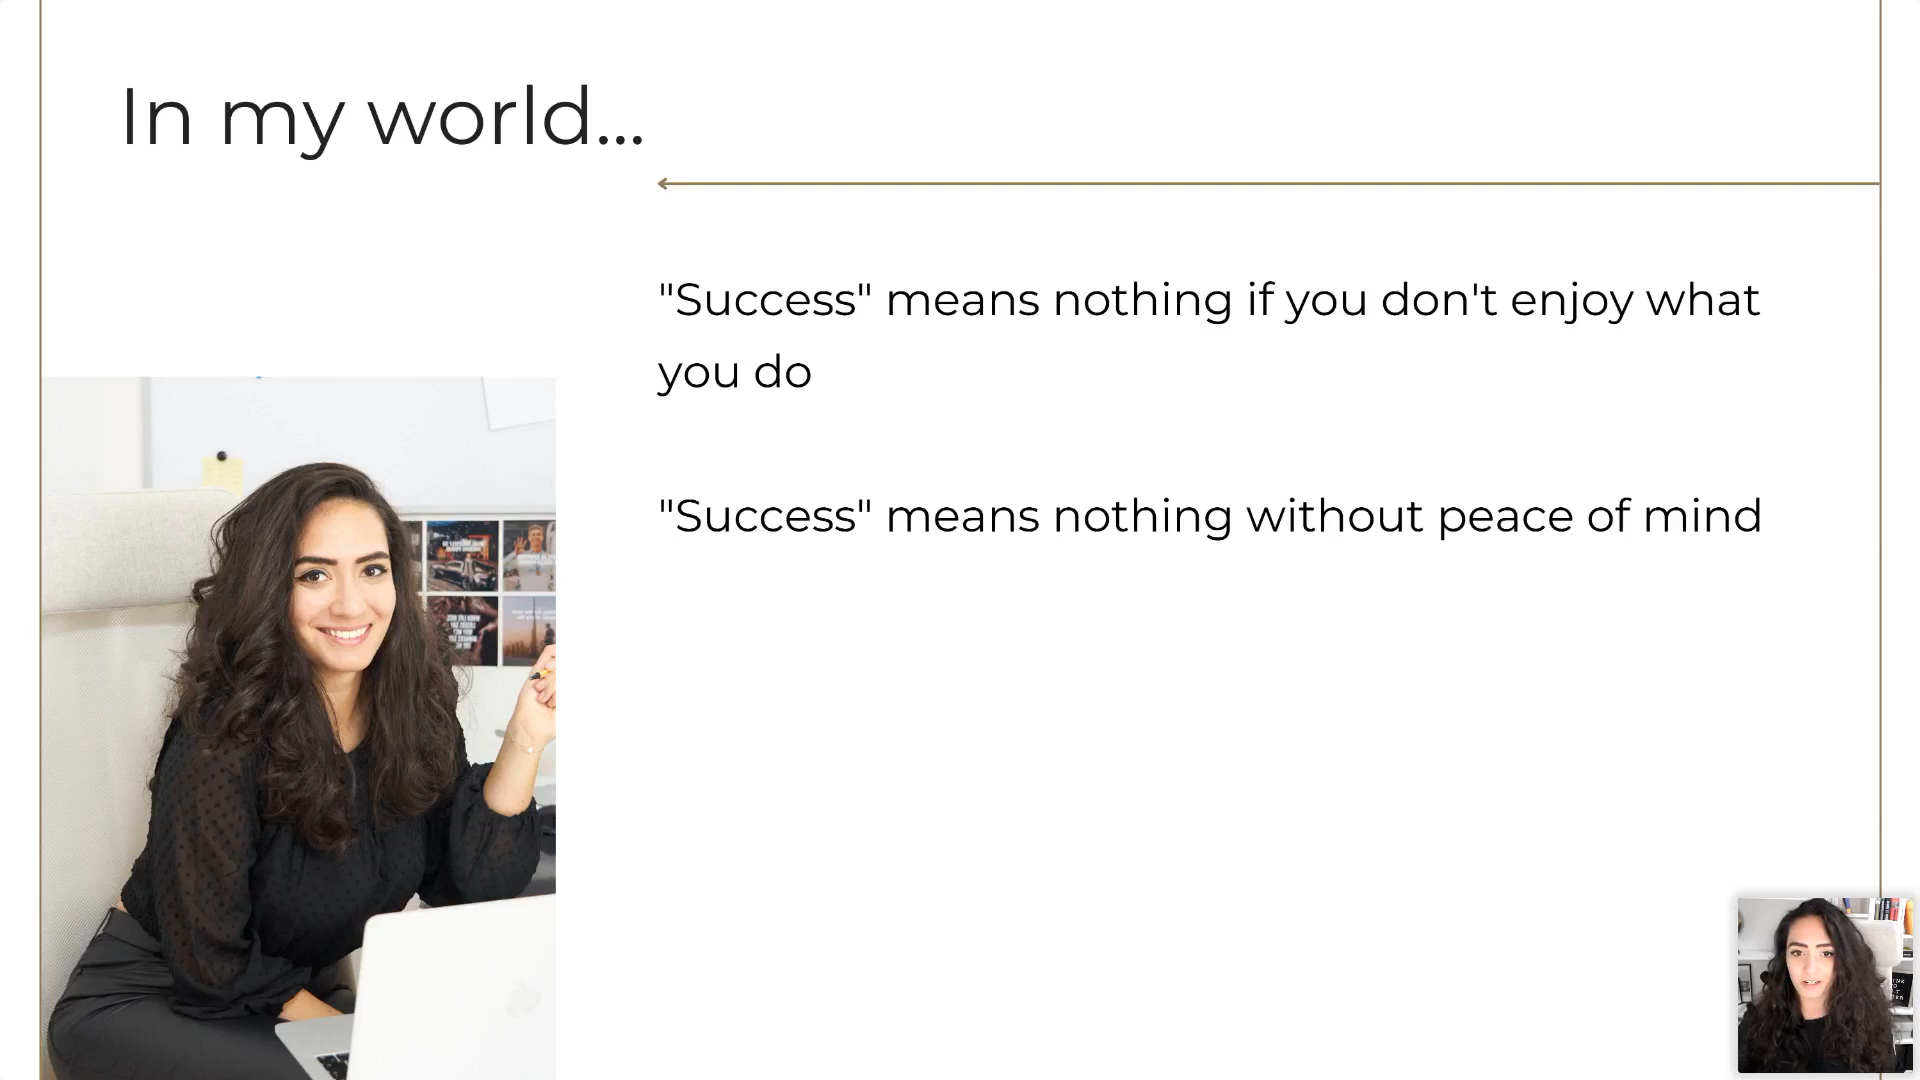 In my world...
"Success" means nothing if you don't enjoy what
you do
"Success" means nothing without peace of mind